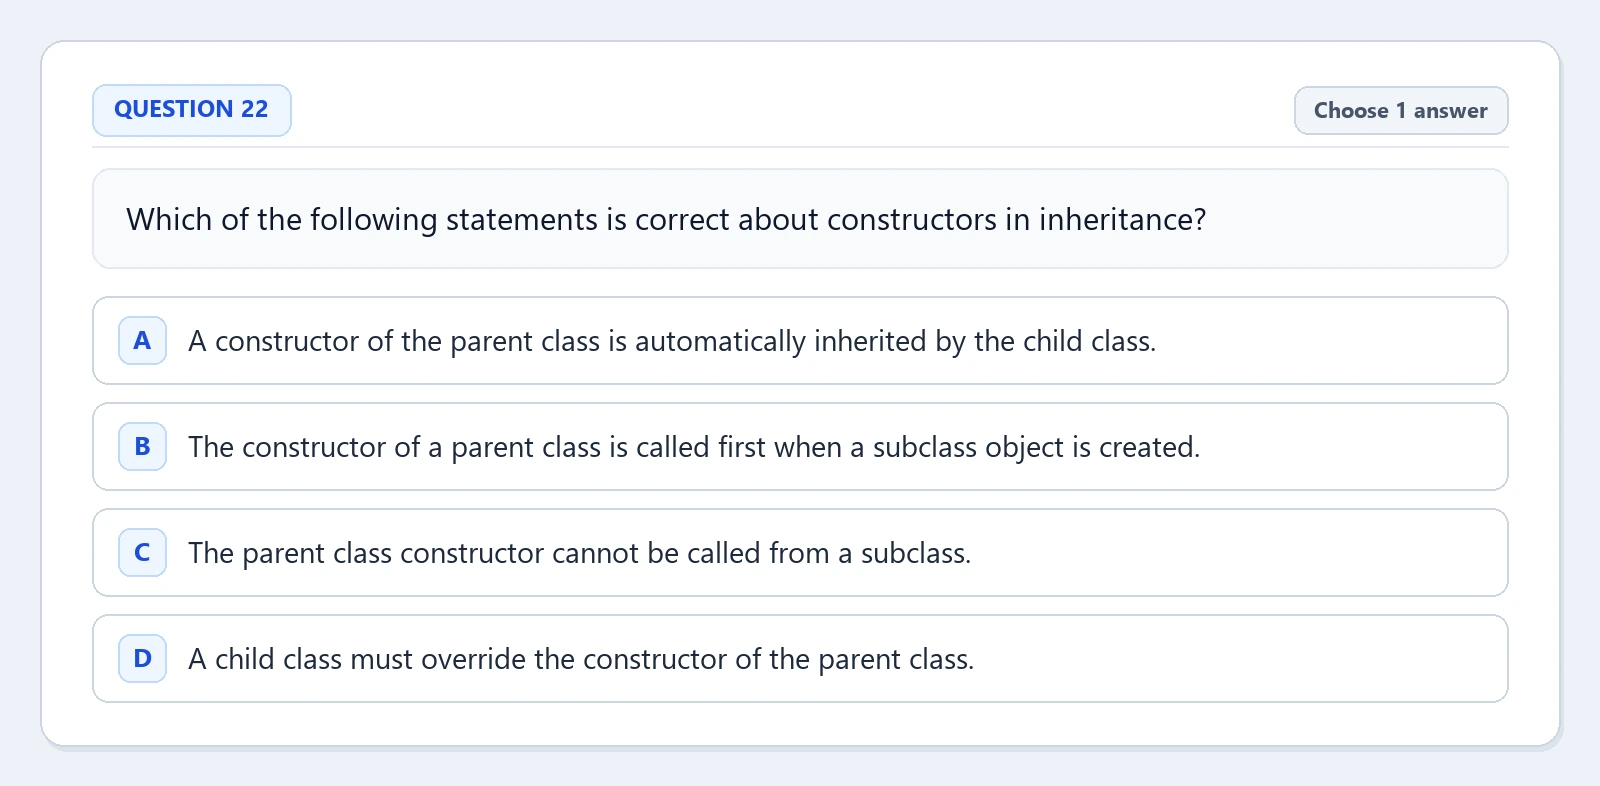 QUESTION 22
Choose 1 answer
Which of the following statements is correct about constructors in inheritance?
A A constructor of the parent class is automatically inherited by the child class.
B The constructor of a parent class is called first when a subclass object is created.
C The parent class constructor cannot be called from a subclass.
D A child class must override the constructor of the parent class.